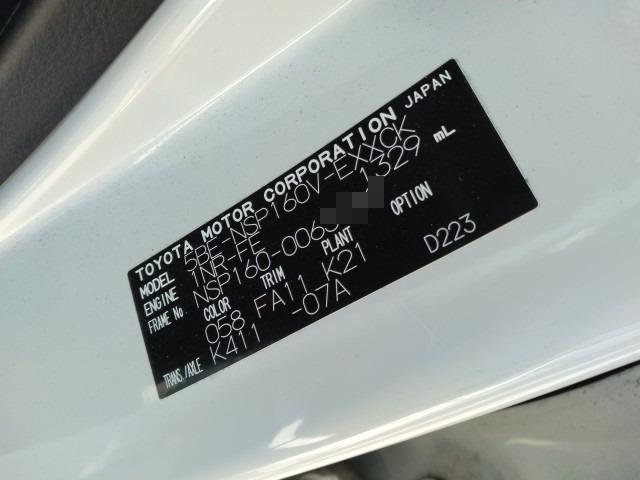 TOYOTA MOTOR CORPORATION JAPAN
MODEL 5BE-NSP160V-EXXCK
ENGINE 1NR-FE 1329 mL
FRAME No. NSP160-006
COLOR TRIM PLANT OPTION
058 FA11 K21 D223
TRANS./AXLE K411 -07A